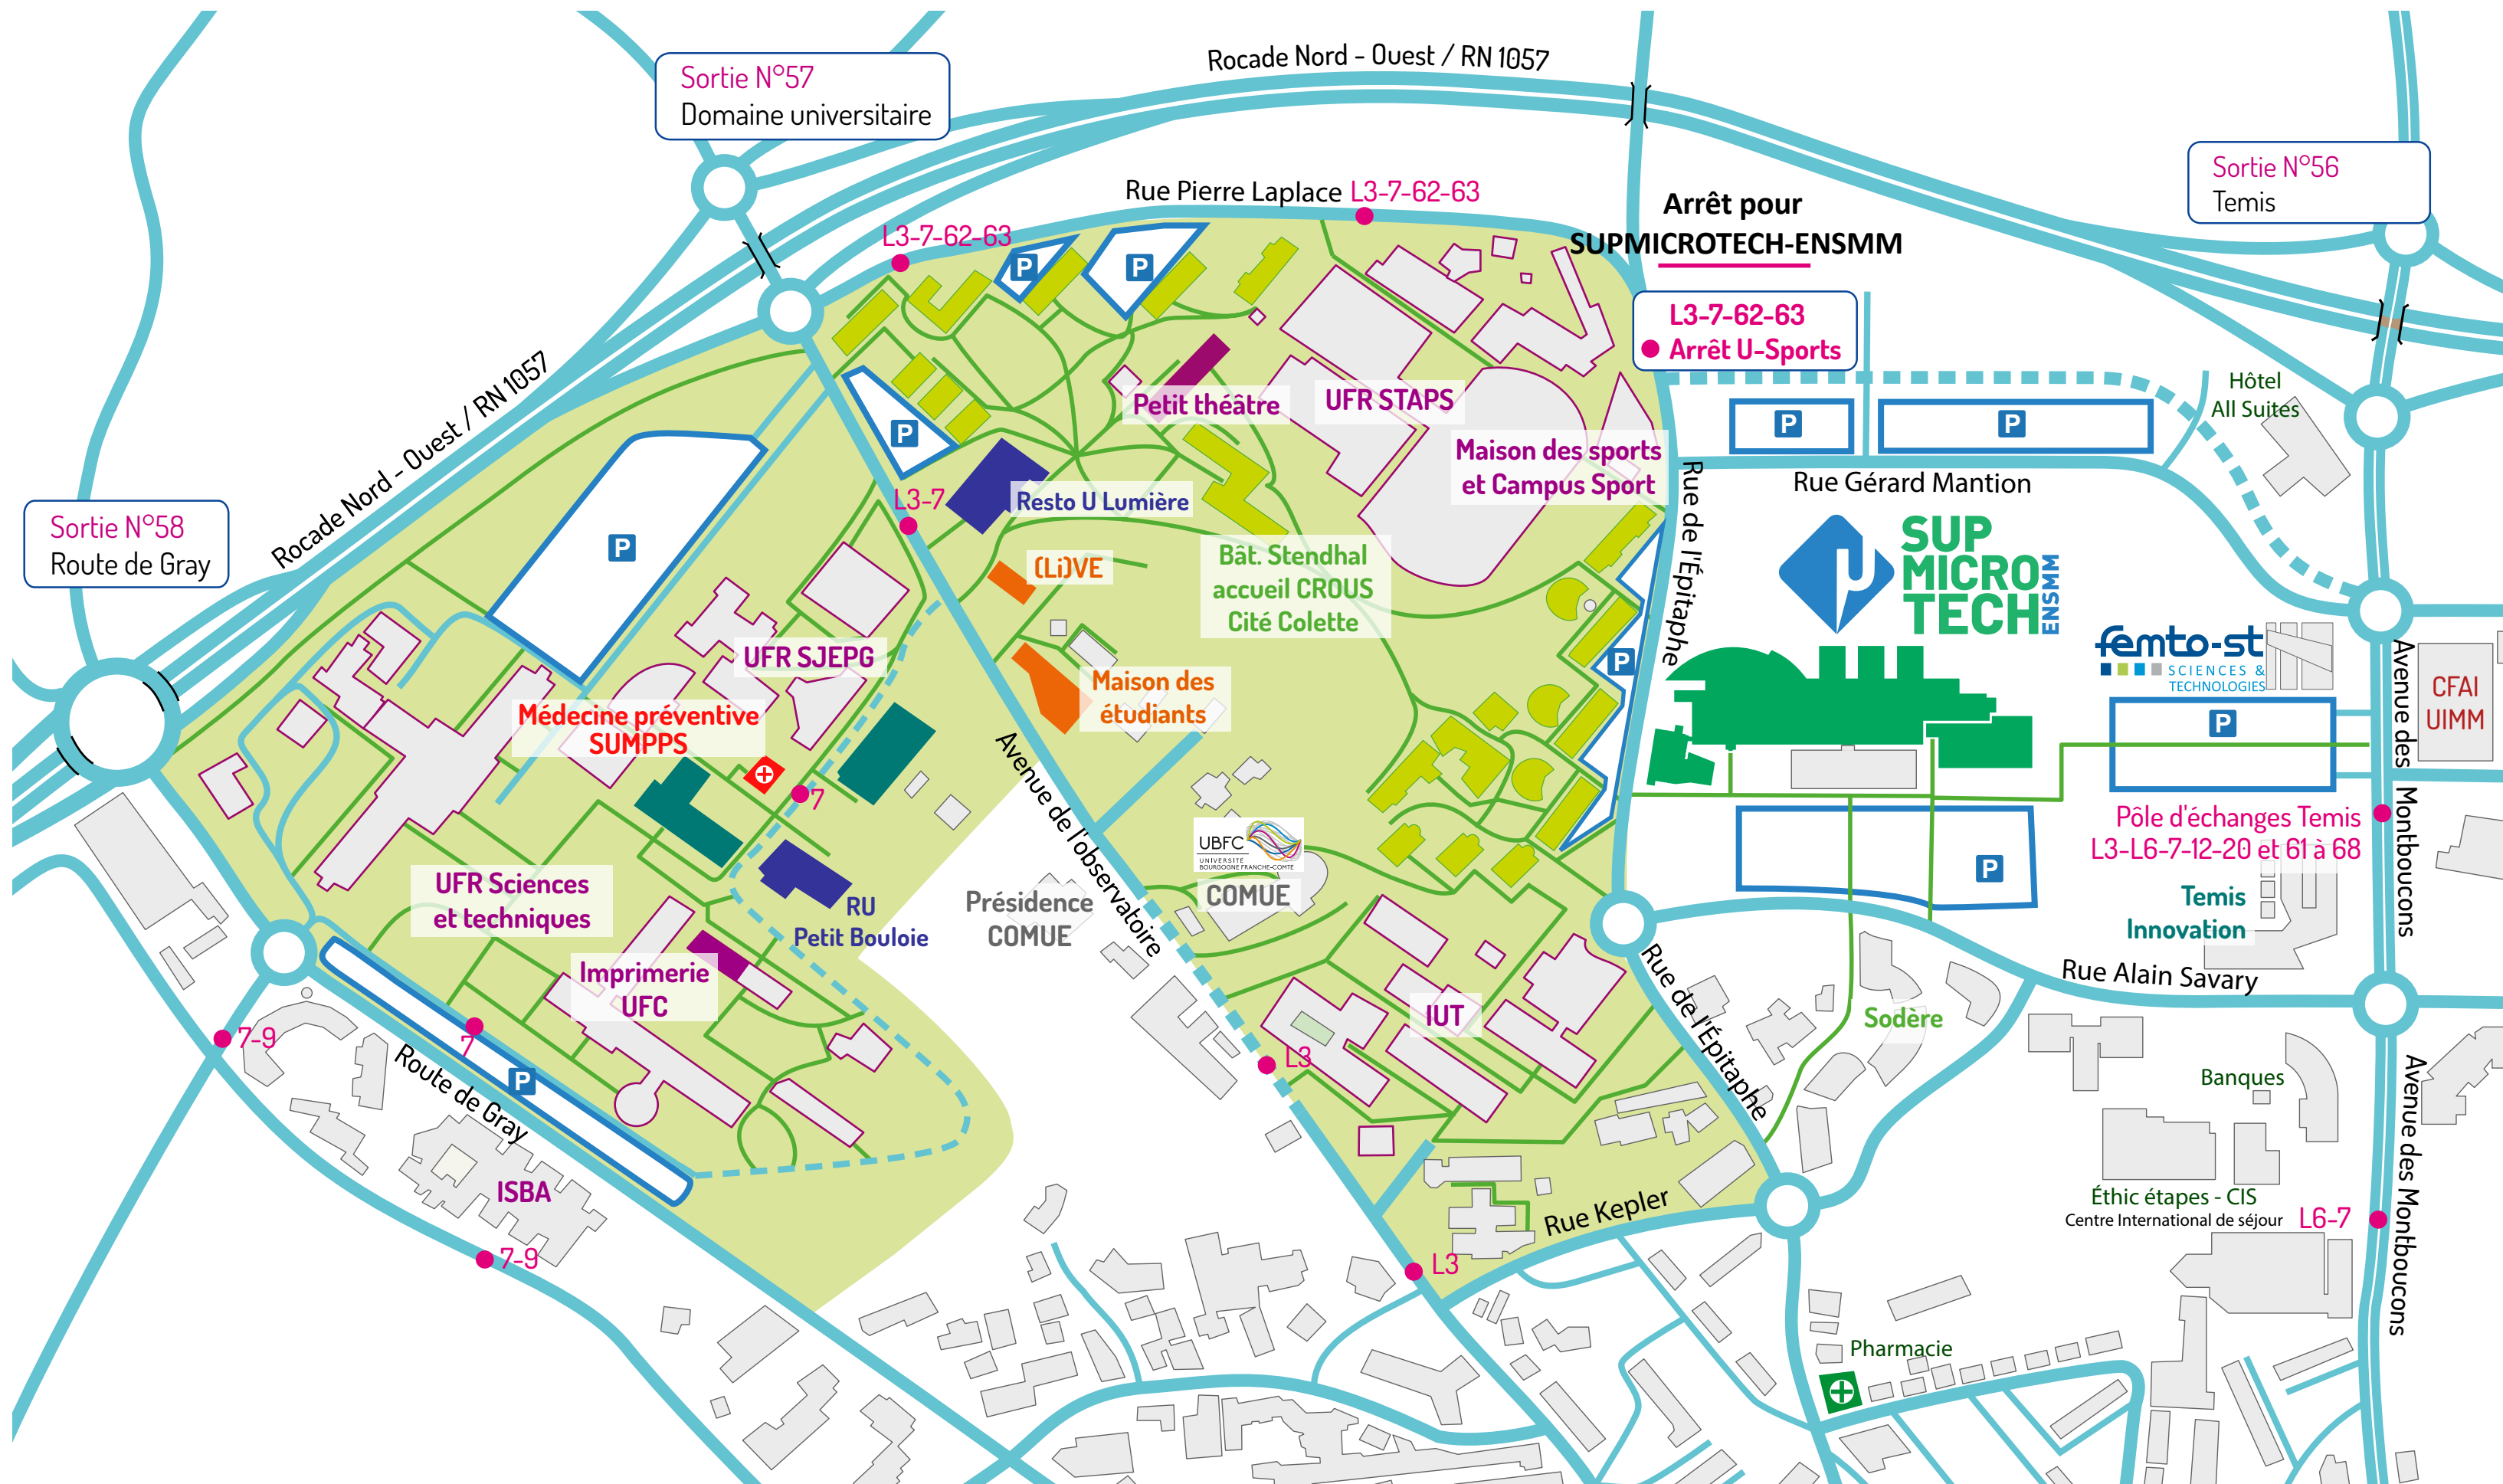 Rocade Nord - Ouest / RN 1057
Sortie N°57
Domaine universitaire
Sortie N°56
Temis
Rue Pierre Laplace
L3-7-62-63
L3-7-62-63
Arrêt pour
SUPMICROTECH-ENSMM
L3-7-62-63
Arrêt U-Sports
P
P
Rocade Nord - Ouest / RN 1057
Hôtel
All Suites
Petit théâtre
UFR STAPS
P
P
P
Maison des sports
et Campus Sport
Rue Gérard Mantion
Rue de l'Épitaphe
L3-7
Resto U Lumière
Sortie N°58
Route de Gray
P
(Li)VE
Bât. Stendhal
accueil CROUS
Cité Colette
SUP
MICRO
TECH
ENSMM
femto-st
SCIENCES &
TECHNOLOGIES
UFR SJEPG
P
Maison des
étudiants
Médecine préventive
SUMPPS
CFAI
UIMM
P
Avenue des Montboucons
7
Avenue de l'observatoire
Pôle d'échanges Temis
L3-L6-7-12-20 et 61 à 68
UBFC
UNIVERSITÉ
BOURGOGNE FRANCHE-COMTÉ
COMUE
P
UFR Sciences
et techniques
RU
Petit Bouloie
Présidence
COMUE
Temis
Innovation
Imprimerie
UFC
Rue de l'Épitaphe
Rue Alain Savary
IUT
Sodère
7-9
7
L3
Route de Gray
P
Banques
Avenue des Montboucons
ISBA
Éthic étapes - CIS
Centre International de séjour
L6-7
Rue Kepler
7-9
L3
Pharmacie